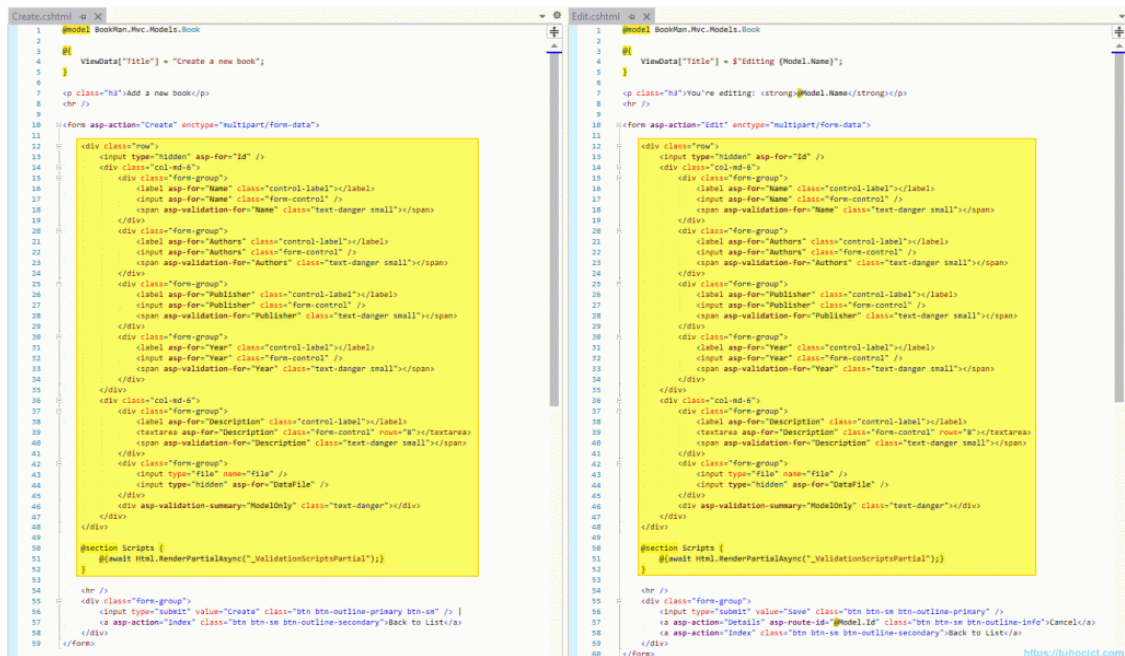 Create.cshtml
1 @model BookMan.Mvc.Models.Book
2
3 @{
4 ViewData["Title"] = "Create a new book";
5 }
6
7 <p class="h3">Add a new book</p>
8 <hr />
9
10 <form asp-action="Create" enctype="multipart/form-data">
11
12 <div class="row">
13 <input type="hidden" asp-for="Id" />
14 <div class="col-md-6">
15 <div class="form-group">
16 <label asp-for="Name" class="control-label"></label>
17 <input asp-for="Name" class="form-control" />
18 <span asp-validation-for="Name" class="text-danger small"></span>
19 </div>
20 <div class="form-group">
21 <label asp-for="Authors" class="control-label"></label>
22 <input asp-for="Authors" class="form-control" />
23 <span asp-validation-for="Authors" class="text-danger small"></span>
24 </div>
25 <div class="form-group">
26 <label asp-for="Publisher" class="control-label"></label>
27 <input asp-for="Publisher" class="form-control" />
28 <span asp-validation-for="Publisher" class="text-danger small"></span>
29 </div>
30 <div class="form-group">
31 <label asp-for="Year" class="control-label"></label>
32 <input asp-for="Year" class="form-control" />
33 <span asp-validation-for="Year" class="text-danger small"></span>
34 </div>
35 </div>
36 <div class="col-md-6">
37 <div class="form-group">
38 <label asp-for="Description" class="control-label"></label>
39 <textarea asp-for="Description" class="form-control" rows="8"></textarea>
40 <span asp-validation-for="Description" class="text-danger small"></span>
41 </div>
42 <div class="form-group">
43 <input type="file" name="file" />
44 <input type="hidden" asp-for="DataFile" />
45 </div>
46 <div asp-validation-summary="ModelOnly" class="text-danger"></div>
47 </div>
48 </div>
49
50 @section Scripts {
51 @{await Html.RenderPartialAsync("_ValidationScriptsPartial");}
52 }
53
54 <hr />
55 <div class="form-group">
56 <input type="submit" value="Create" class="btn btn-outline-primary btn-sm" /> |
57 <a asp-action="Index" class="btn btn-sm btn-outline-secondary">Back to List</a>
58 </div>
59 </form>
Edit.cshtml
1 @model BookMan.Mvc.Models.Book
2
3 @{
4 ViewData["Title"] = $"Editing {Model.Name}";
5 }
6
7 <p class="h3">You're editing: <strong>@Model.Name</strong></p>
8 <hr />
9
10 <form asp-action="Edit" enctype="multipart/form-data">
11
12 <div class="row">
13 <input type="hidden" asp-for="Id" />
14 <div class="col-md-6">
15 <div class="form-group">
16 <label asp-for="Name" class="control-label"></label>
17 <input asp-for="Name" class="form-control" />
18 <span asp-validation-for="Name" class="text-danger small"></span>
19 </div>
20 <div class="form-group">
21 <label asp-for="Authors" class="control-label"></label>
22 <input asp-for="Authors" class="form-control" />
23 <span asp-validation-for="Authors" class="text-danger small"></span>
24 </div>
25 <div class="form-group">
26 <label asp-for="Publisher" class="control-label"></label>
27 <input asp-for="Publisher" class="form-control" />
28 <span asp-validation-for="Publisher" class="text-danger small"></span>
29 </div>
30 <div class="form-group">
31 <label asp-for="Year" class="control-label"></label>
32 <input asp-for="Year" class="form-control" />
33 <span asp-validation-for="Year" class="text-danger small"></span>
34 </div>
35 </div>
36 <div class="col-md-6">
37 <div class="form-group">
38 <label asp-for="Description" class="control-label"></label>
39 <textarea asp-for="Description" class="form-control" rows="8"></textarea>
40 <span asp-validation-for="Description" class="text-danger small"></span>
41 </div>
42 <div class="form-group">
43 <input type="file" name="file" />
44 <input type="hidden" asp-for="DataFile" />
45 </div>
46 <div asp-validation-summary="ModelOnly" class="text-danger"></div>
47 </div>
48 </div>
49
50 @section Scripts {
51 @{await Html.RenderPartialAsync("_ValidationScriptsPartial");}
52 }
53
54 <hr />
55 <div class="form-group">
56 <input type="submit" value="Save" class="btn btn-sm btn-outline-primary" />
57 <a asp-action="Details" asp-route-id="@Model.Id" class="btn btn-sm btn-outline-info">Cancel</a>
58 <a asp-action="Index" class="btn btn-sm btn-outline-secondary">Back to List</a>
59 </div>
60 </form>
https://tuhocict.com